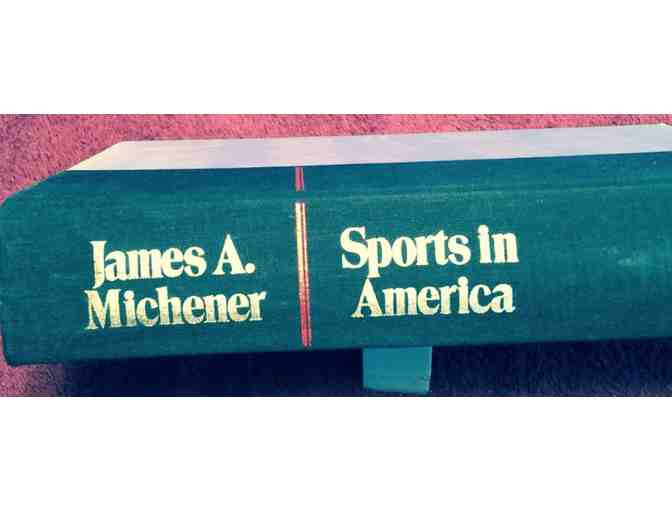 James A.
Michener
Sports in
America